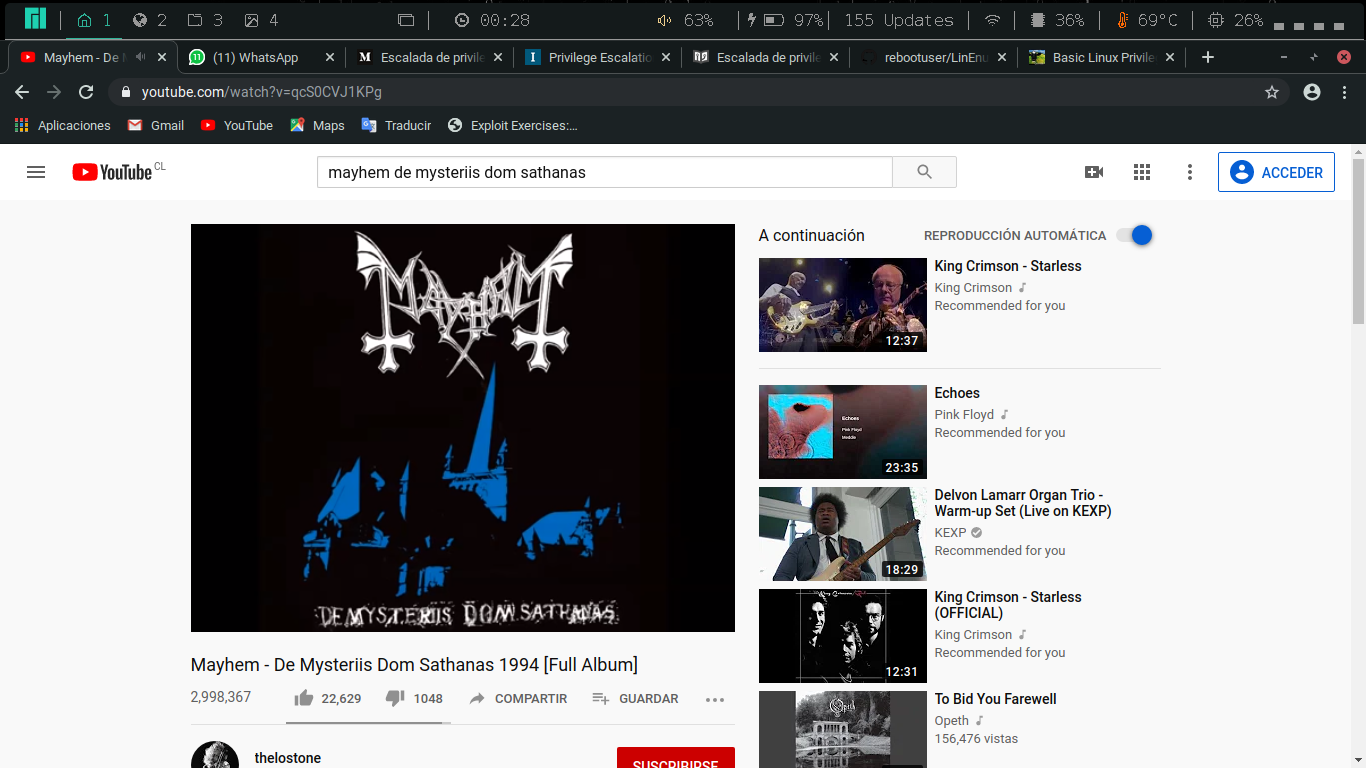 1 2 3 4 00:28 63% 97% 155 Updates 36% 69°C 26%
Mayhem - De M (11) WhatsApp Escalada de privile Privilege Escalatio Escalada de privile rebootuser/LinEnu Basic Linux Privile
youtube.com/watch?v=qcS0CVJ1KPg
Aplicaciones Gmail YouTube Maps Traducir Exploit Exercises:...
YouTube CL mayhem de mysteriis dom sathanas ACCEDER
MAYHEM
DE MYSTERIIS DOM SATHANAS
Mayhem - De Mysteriis Dom Sathanas 1994 [Full Album]
2,998,367 22,629 1048 COMPARTIR GUARDAR
thelostone SUSCRIBIRSE
A continuación REPRODUCCIÓN AUTOMÁTICA
King Crimson - Starless
King Crimson
Recommended for you
12:37
Echoes
Pink Floyd
Recommended for you
Echoes
Pink Floyd
Meddle
23:35
Delvon Lamarr Organ Trio -
Warm-up Set (Live on KEXP)
KEXP
Recommended for you
18:29
King Crimson - Starless
(OFFICIAL)
King Crimson
Recommended for you
12:31
To Bid You Farewell
Opeth
156,476 vistas
Opeth